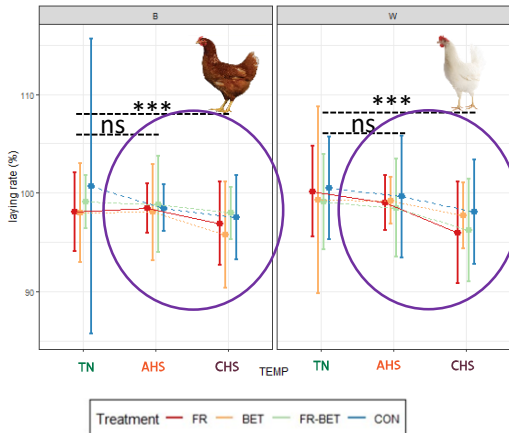 B
W
laying rate (%)
110
100
90
***
ns
***
ns
TN AHS CHS TEMP TN AHS CHS
Treatment FR BET FR-BET CON